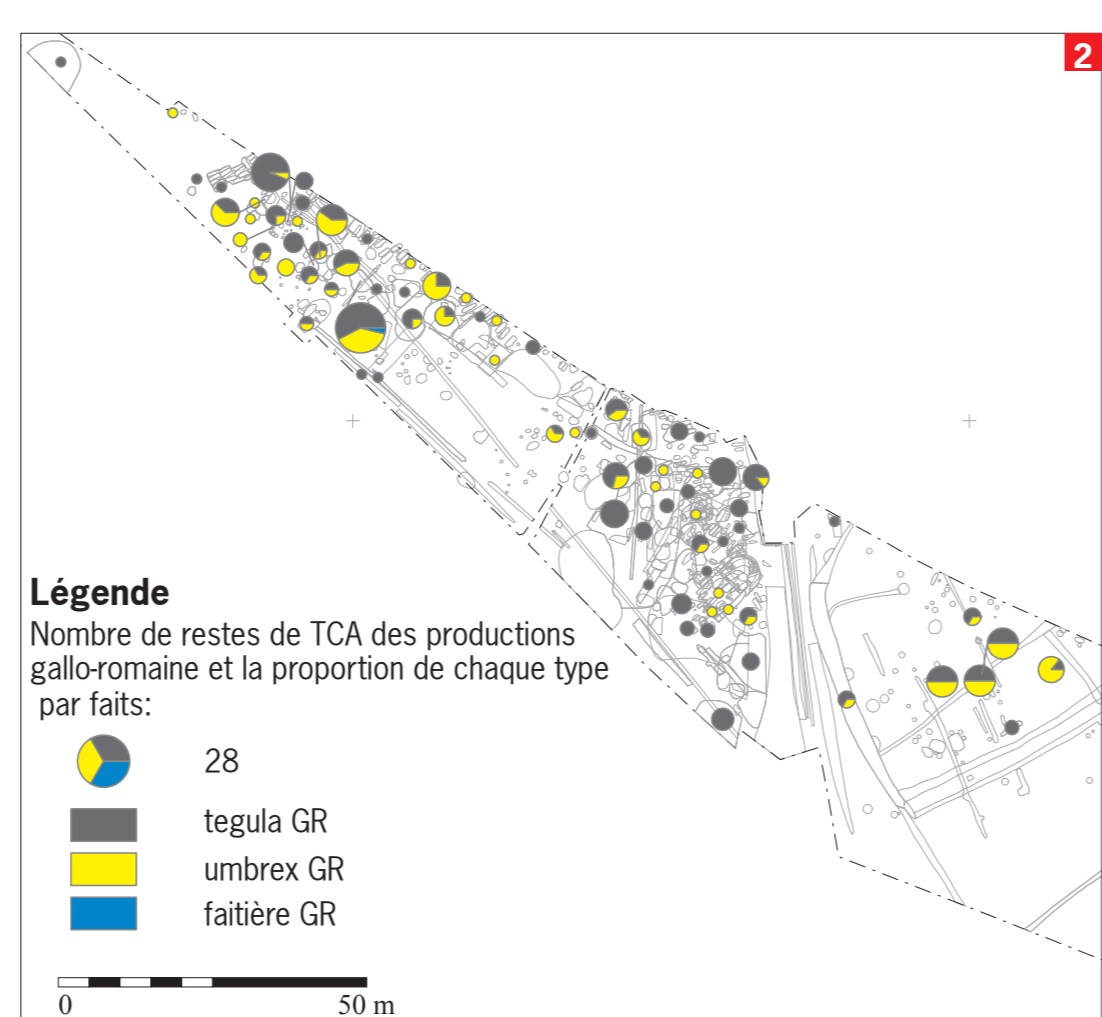 2
Légende
Nombre de restes de TCA des productions
gallo-romaine et la proportion de chaque type
par faits:
28
tegula GR
umbrex GR
faitière GR
0 50 m